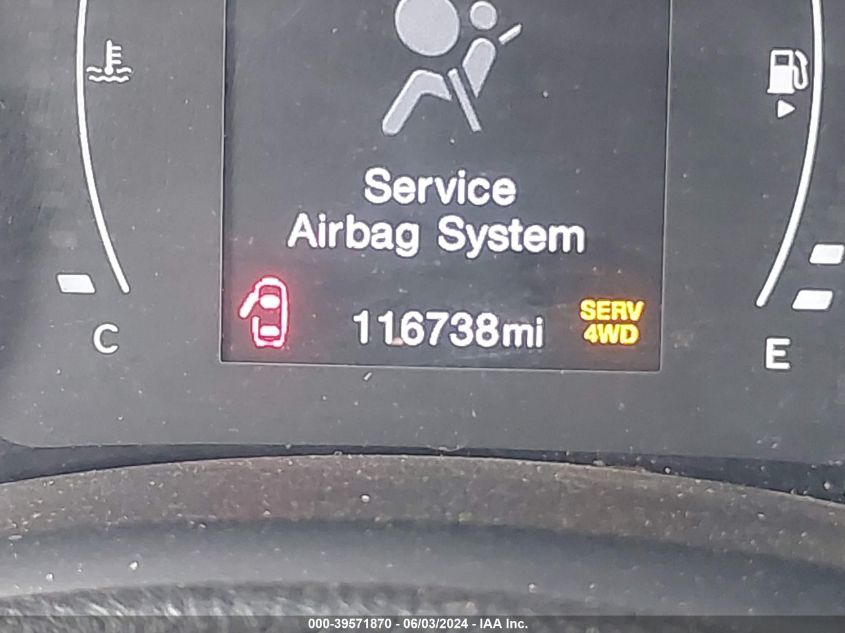 Service
Airbag System
116738mi
SERV
4WD
C
E
000-39571870 - 06/03/2024 - IAA Inc.